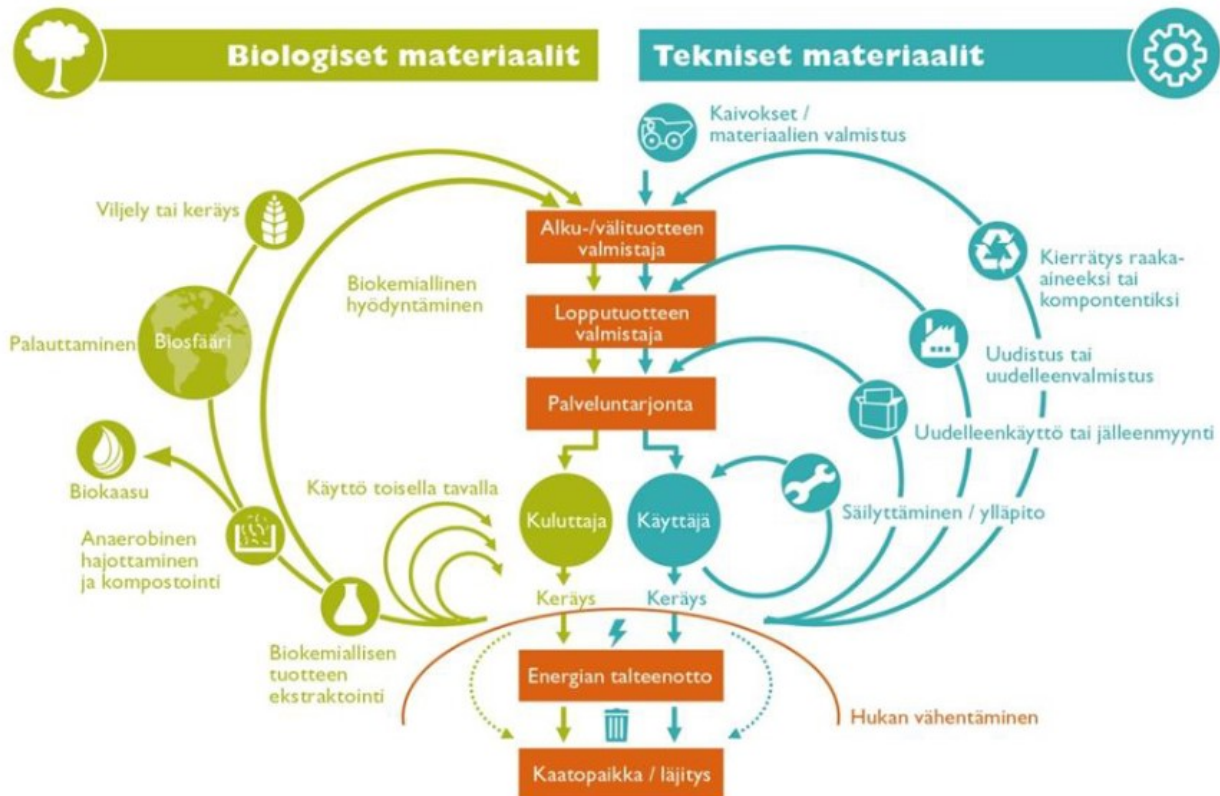 Biologiset materiaalit
Tekniset materiaalit
Kaivokset /
materiaalien valmistus
Viljely tai keräys
Alku-/välituotteen
valmistaja
Kierrätys raaka-
aineeksi tai
kompontentiksi
Biokemiallinen
hyödyntäminen
Lopputuotteen
valmistaja
Palauttaminen
Biosfääri
Uudistus tai
uudelleenvalmistus
Palveluntarjonta
Uudelleenkäyttö tai jälleenmyynti
Biokaasu
Käyttö toisella tavalla
Kuluttaja
Käyttäjä
Säilyttäminen / ylläpito
Anaerobinen
hajottaminen
ja kompostointi
Keräys
Keräys
Biokemiallisen
tuotteen
ekstraktointi
Energian talteenotto
Hukan vähentäminen
Kaatopaikka / läjitys